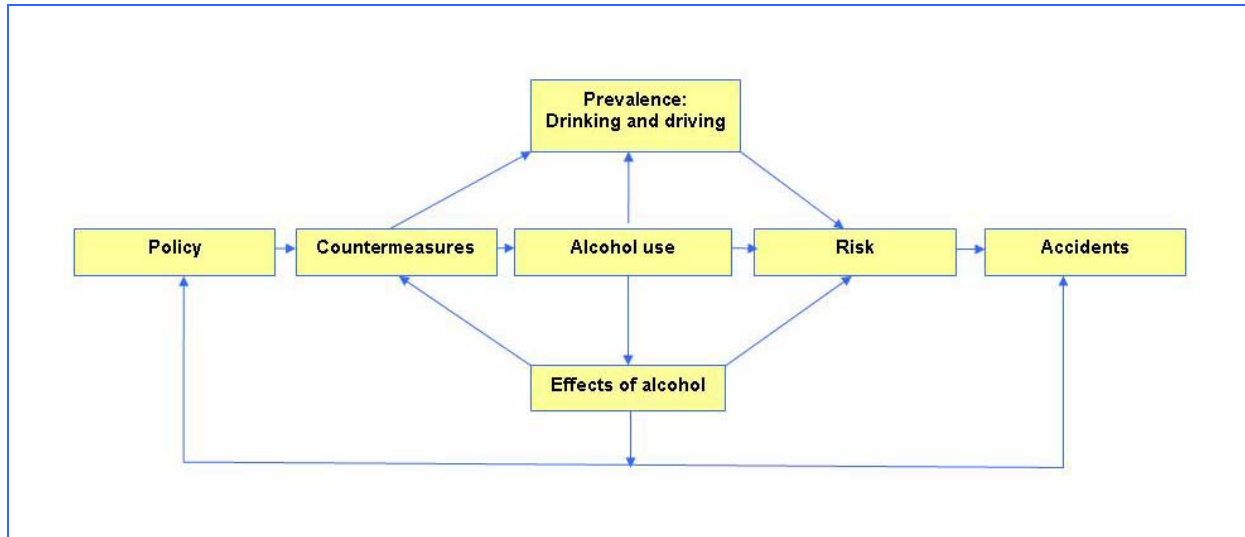 Prevalence:
Drinking and driving
Policy
Countermeasures
Alcohol use
Risk
Accidents
Effects of alcohol